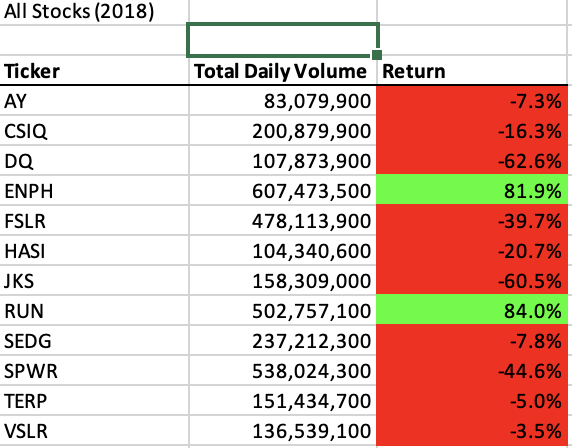 All Stocks (2018)
Ticker Total Daily Volume Return
AY 83,079,900 -7.3%
CSIQ 200,879,900 -16.3%
DQ 107,873,900 -62.6%
ENPH 607,473,500 81.9%
FSLR 478,113,900 -39.7%
HASI 104,340,600 -20.7%
JKS 158,309,000 -60.5%
RUN 502,757,100 84.0%
SEDG 237,212,300 -7.8%
SPWR 538,024,300 -44.6%
TERP 151,434,700 -5.0%
VSLR 136,539,100 -3.5%